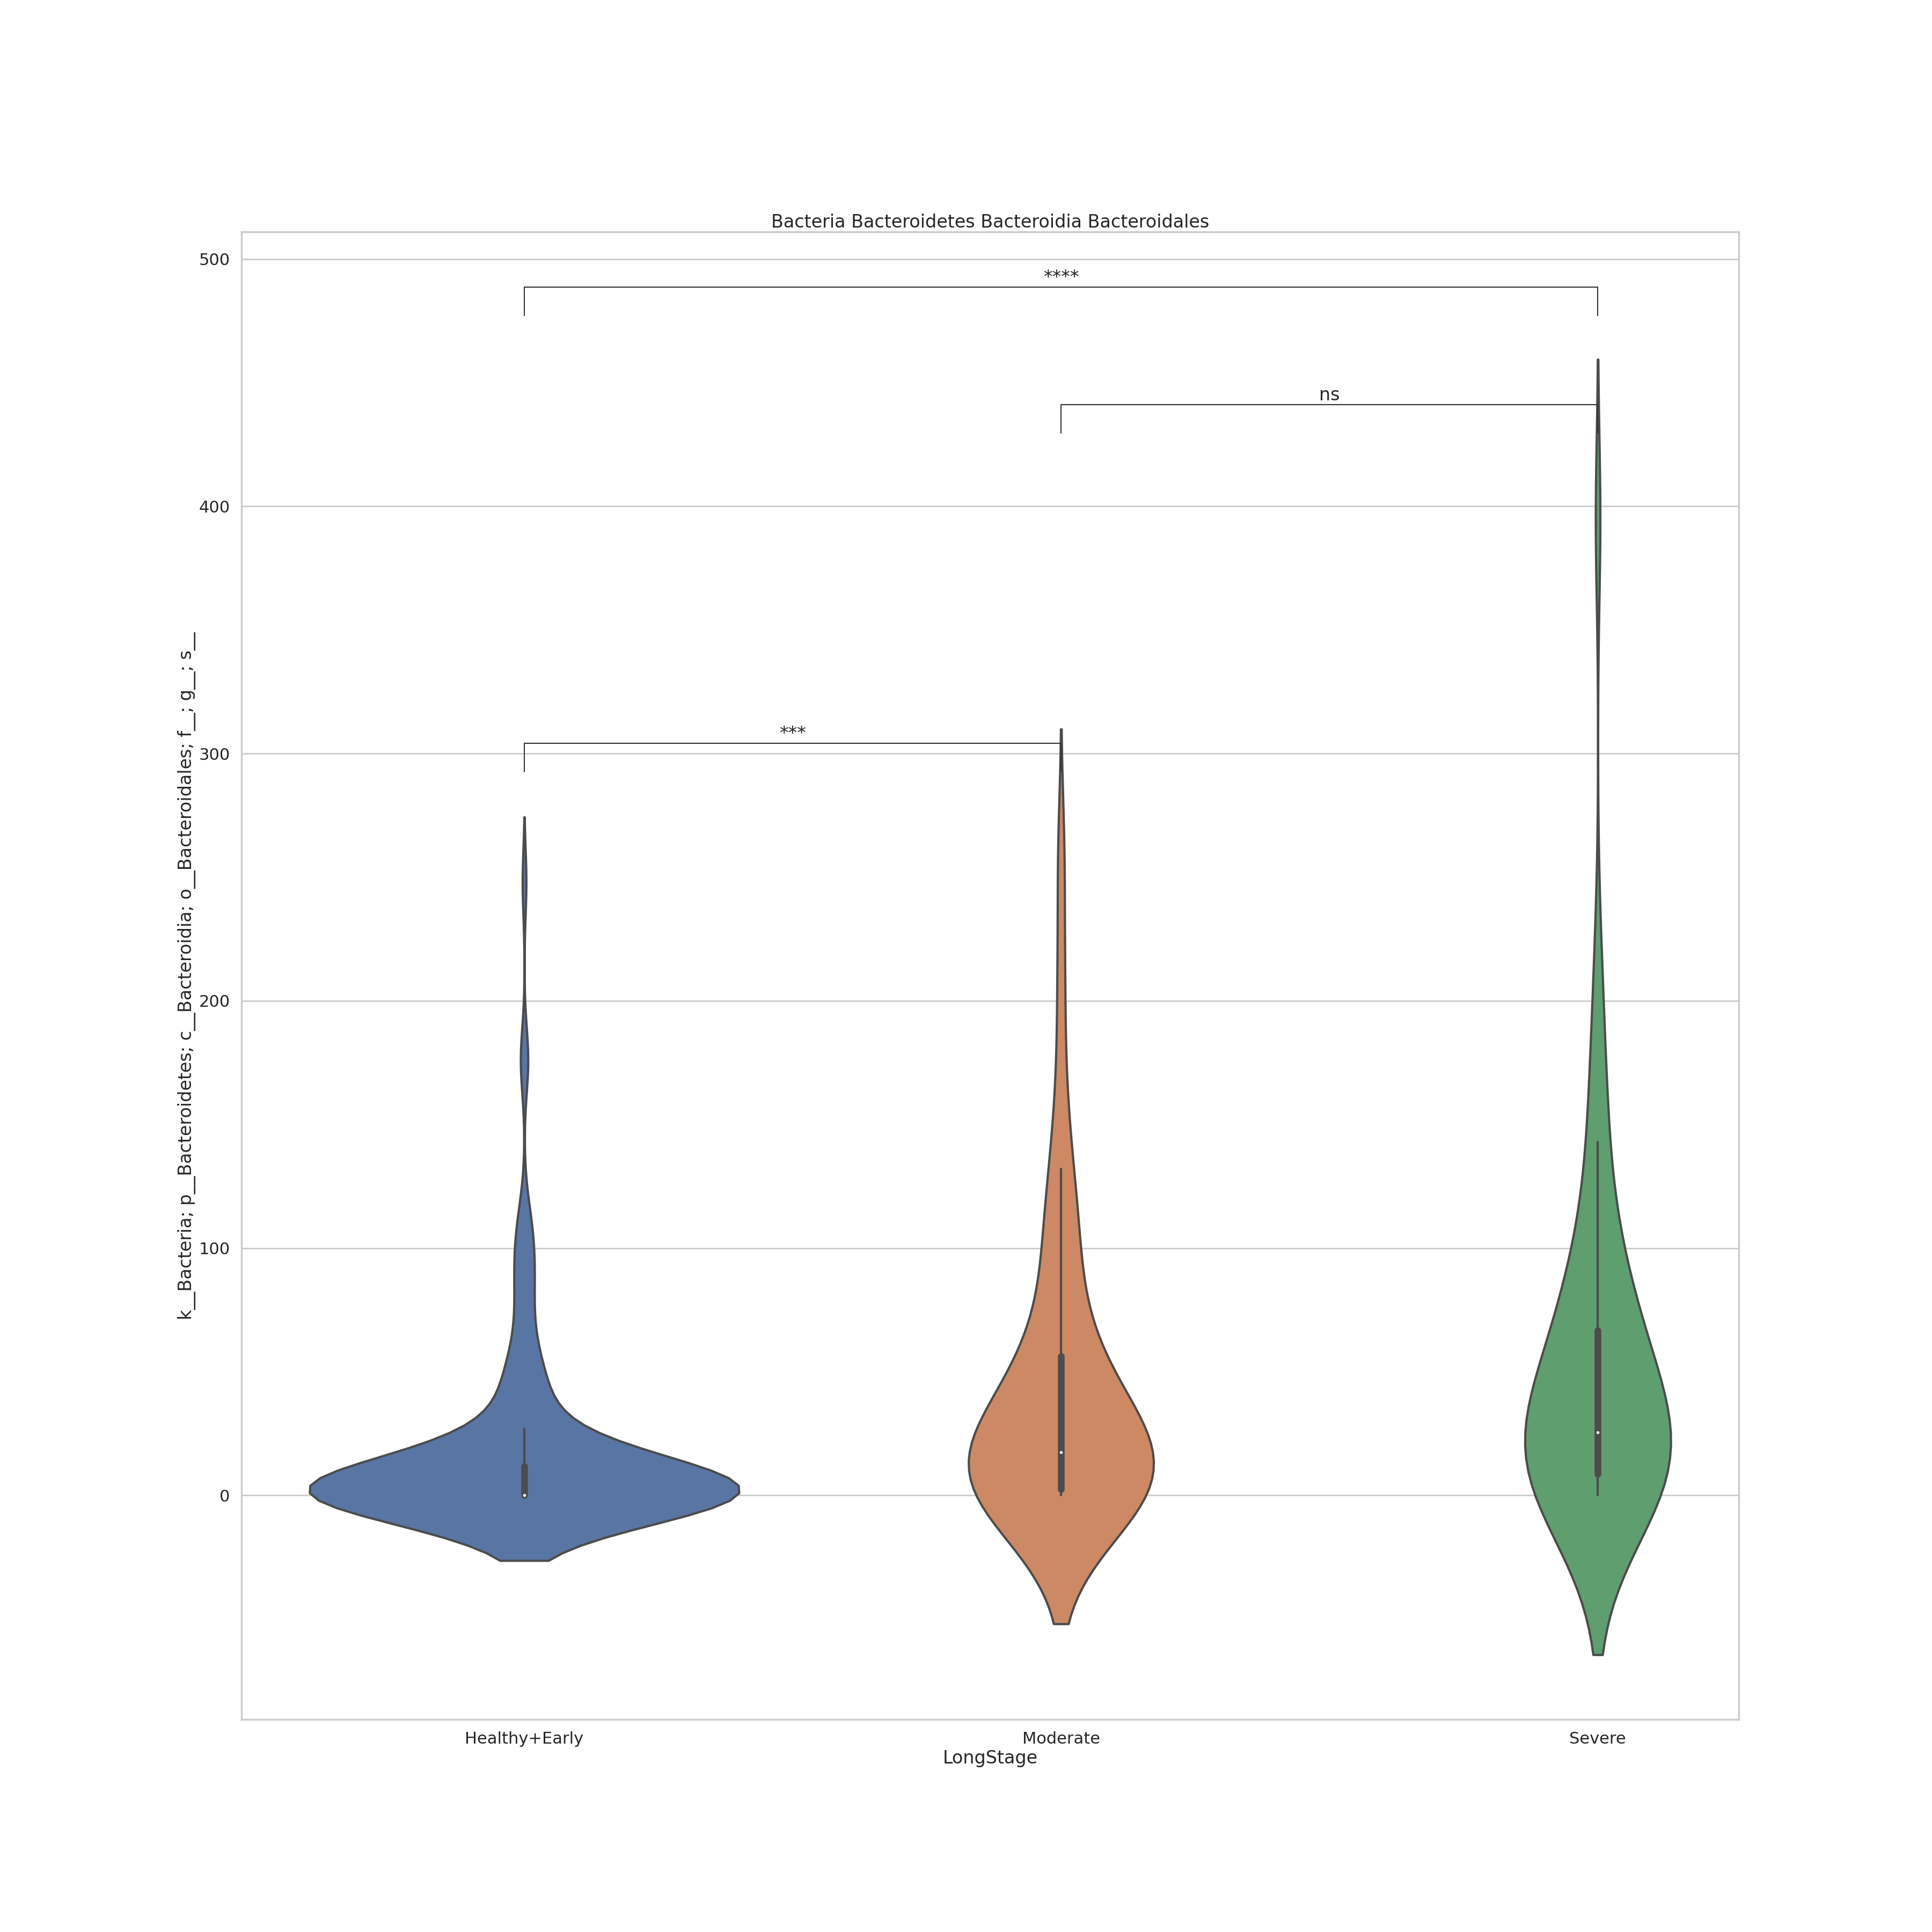 Bacteria Bacteroidetes Bacteroidia Bacteroidales
500
****
ns
400
***
300
200
100
0
k__Bacteria; p__Bacteroidetes; c__Bacteroidia; o__Bacteroidales; f__; g__; s__
Healthy+Early Moderate Severe
LongStage